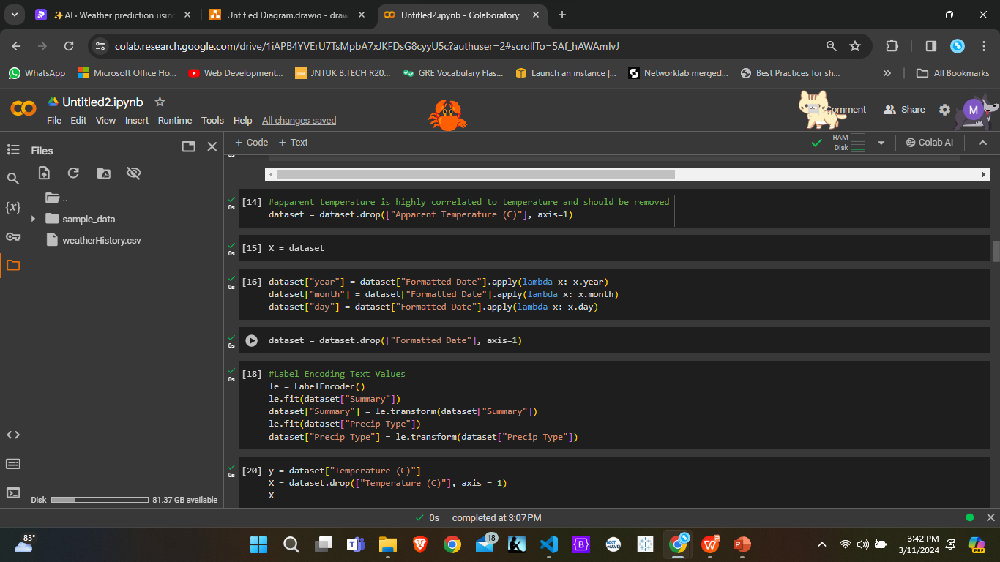 ✨AI · Weather prediction using
Untitled Diagram.drawio - draw
Untitled2.ipynb - Colaboratory
colab.research.google.com/drive/1iAPB4YVErU7TsMpbA7xJKFDsG8cyyU5c?authuser=2#scrollTo=5Af_hAWAmIvJ
WhatsApp
Microsoft Office Ho...
Web Development...
JNTUK B.TECH R20...
GRE Vocabulary Flas...
Launch an instance |...
Networklab merged...
Best Practices for sh...
All Bookmarks
Untitled2.ipynb
File Edit View Insert Runtime Tools Help All changes saved
Comment
Share
M
Files
+ Code + Text
RAM
Disk
Colab AI
..
sample_data
weatherHistory.csv
0s
[14] #apparent temperature is highly correlated to temperature and should be removed
dataset = dataset.drop(["Apparent Temperature (C)"], axis=1)
0s
[15] X = dataset
0s
[16] dataset["year"] = dataset["Formatted Date"].apply(lambda x: x.year)
dataset["month"] = dataset["Formatted Date"].apply(lambda x: x.month)
dataset["day"] = dataset["Formatted Date"].apply(lambda x: x.day)
0s
dataset = dataset.drop(["Formatted Date"], axis=1)
0s
[18] #Label Encoding Text Values
le = LabelEncoder()
le.fit(dataset["Summary"])
dataset["Summary"] = le.transform(dataset["Summary"])
le.fit(dataset["Precip Type"])
dataset["Precip Type"] = le.transform(dataset["Precip Type"])
0s
[20] y = dataset["Temperature (C)"]
X = dataset.drop(["Temperature (C)"], axis = 1)
X
Disk 81.37 GB available
0s completed at 3:07 PM
83°
18
3:42 PM
3/11/2024
PRE